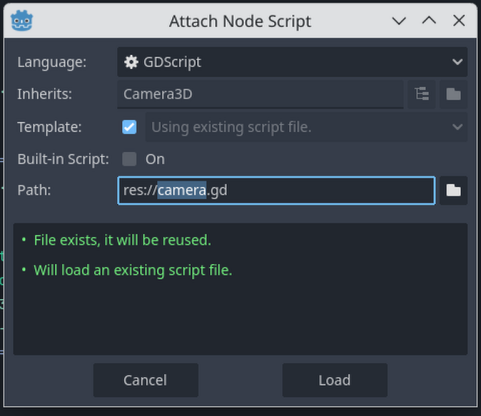 Attach Node Script
Language: GDScript
Inherits: Camera3D
Template: Using existing script file.
Built-in Script: On
Path: res://camera.gd
• File exists, it will be reused.
• Will load an existing script file.
Cancel Load